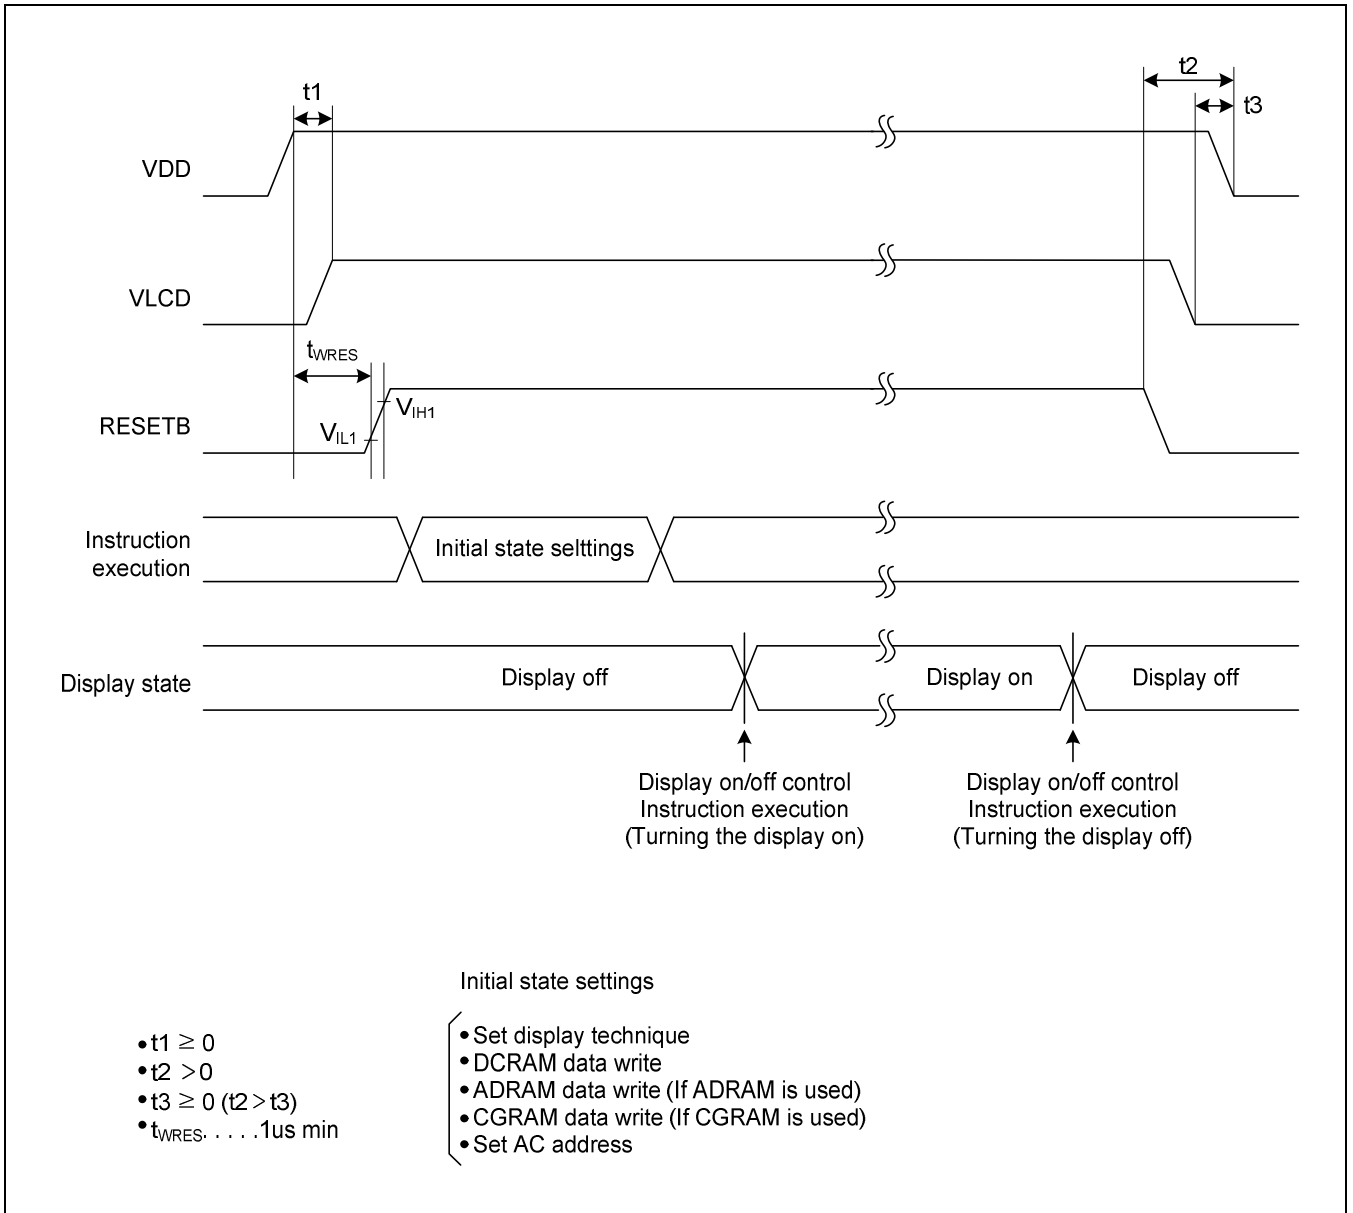 t1
t2
t3
VDD
VLCD
tWRES
VIH1
RESETB
VIL1
Instruction
execution
Initial state selttings
Display state
Display off
Display on
Display off
Display on/off control
Instruction execution
(Turning the display on)
Display on/off control
Instruction execution
(Turning the display off)
•t1 ≥ 0
•t2 >0
•t3 ≥ 0 (t2>t3)
•tWRES. . . . .1us min
Initial state settings
•Set display technique
•DCRAM data write
•ADRAM data write (If ADRAM is used)
•CGRAM data write (If CGRAM is used)
•Set AC address